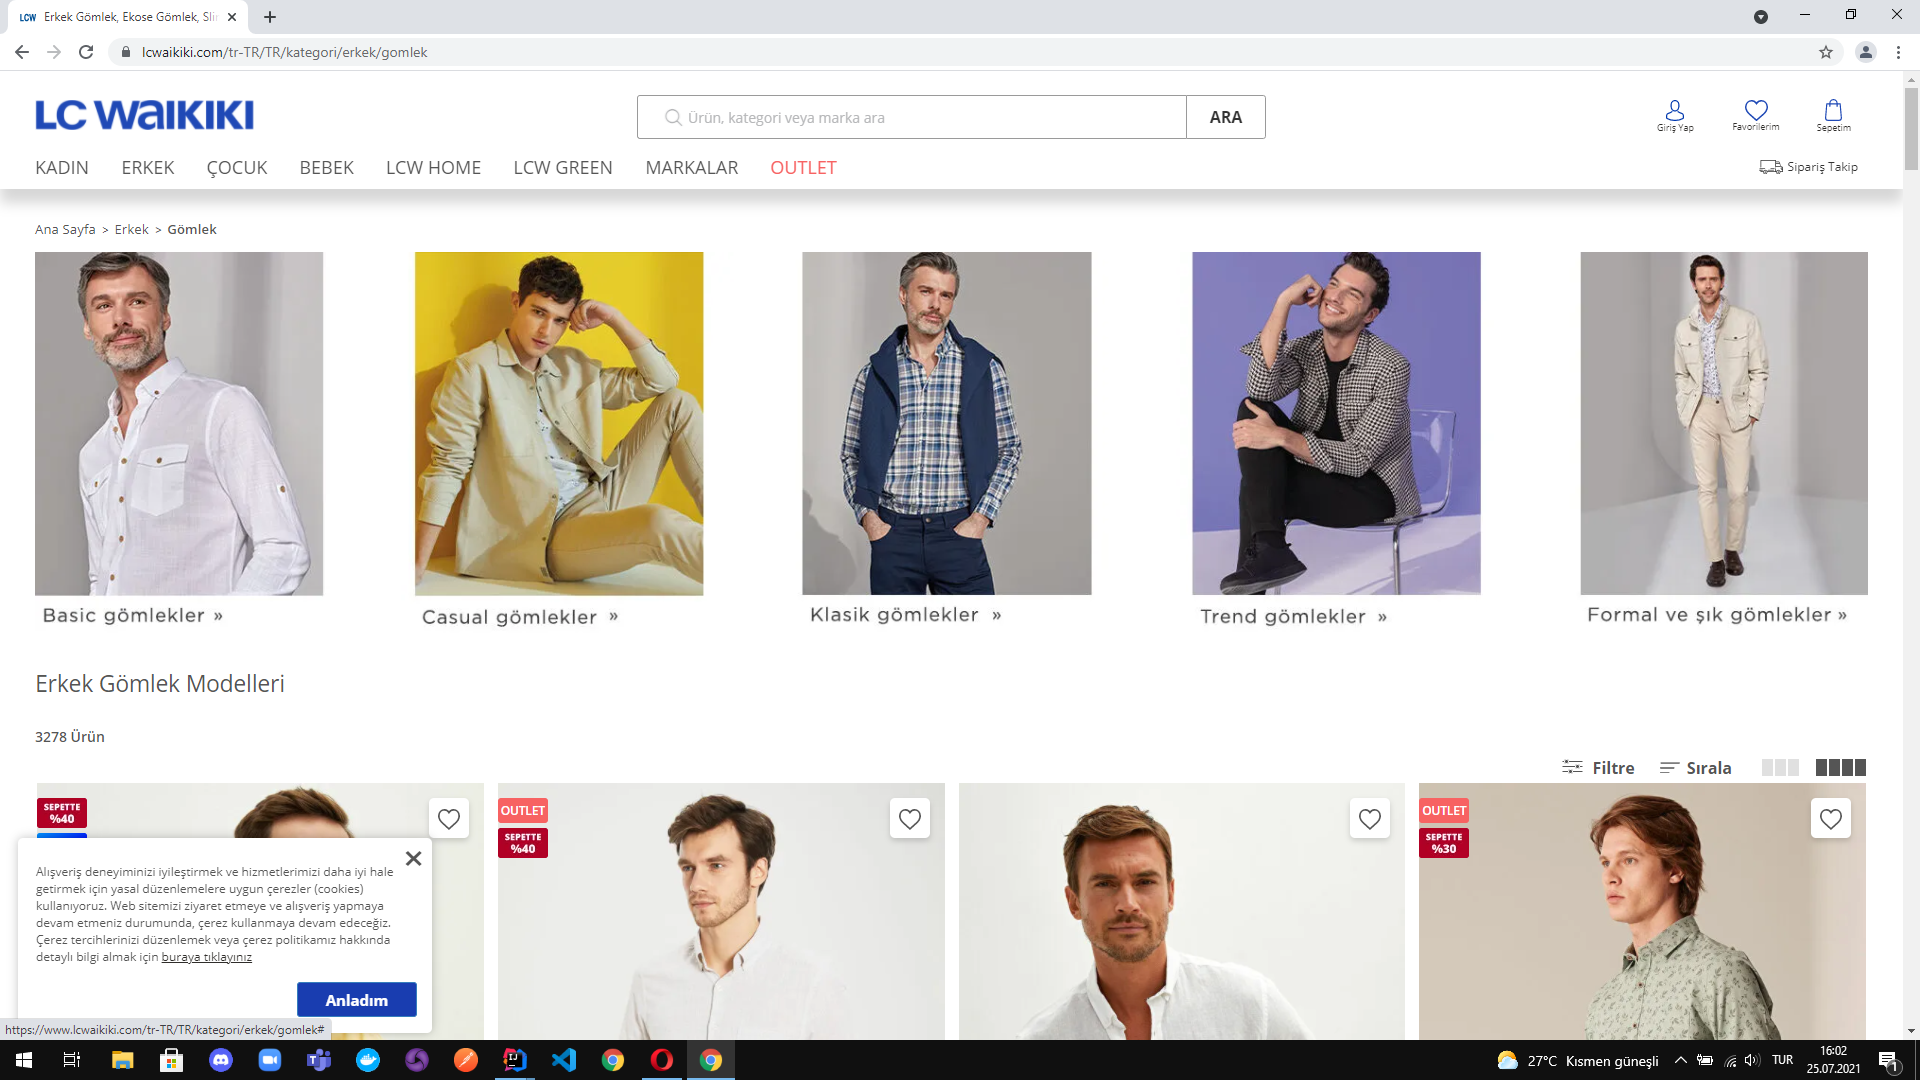 LCW Erkek Gömlek, Ekose Gömlek, Sli
lcwaikiki.com/tr-TR/TR/kategori/erkek/gomlek
LC WAIKIKI
Ürün, kategori veya marka ara
ARA
Giriş Yap
Favorilerim
Sepetim
KADIN ERKEK ÇOCUK BEBEK LCW HOME LCW GREEN MARKALAR OUTLET
Sipariş Takip
Ana Sayfa > Erkek > Gömlek
Basic gömlekler »
Casual gömlekler »
Klasik gömlekler »
Trend gömlekler »
Formal ve şık gömlekler »
Erkek Gömlek Modelleri
3278 Ürün
Filtre
Sırala
SEPETTE
%40
OUTLET
SEPETTE
%40
OUTLET
SEPETTE
%30
Alışveriş deneyiminizi iyileştirmek ve hizmetlerimizi daha iyi hale
getirmek için yasal düzenlemelere uygun çerezler (cookies)
kullanıyoruz. Web sitemizi ziyaret etmeye ve alışveriş yapmaya
devam etmeniz durumunda, çerez kullanmaya devam edeceğiz.
Çerez tercihlerinizi düzenlemek veya çerez politikamız hakkında
detaylı bilgi almak için buraya tıklayınız
Anladım
https://www.lcwaikiki.com/tr-TR/TR/kategori/erkek/gomlek#
27°C Kısmen güneşli
TUR
16:02
25.07.2021
1